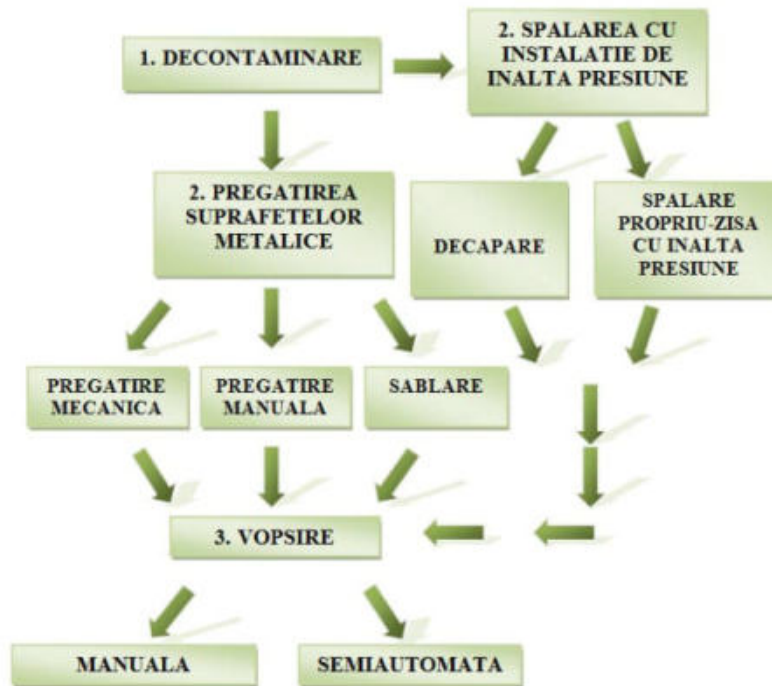 1. DECONTAMINARE
2. SPALAREA CU
INSTALATIE DE
INALTA PRESIUNE
2. PREGATIREA
SUPRAFETELOR
METALICE
DECAPARE
SPALARE
PROPRIU-ZISA
CU INALTA
PRESIUNE
PREGATIRE
MECANICA
PREGATIRE
MANUALA
SABLARE
3. VOPSIRE
MANUALA
SEMIAUTOMATA